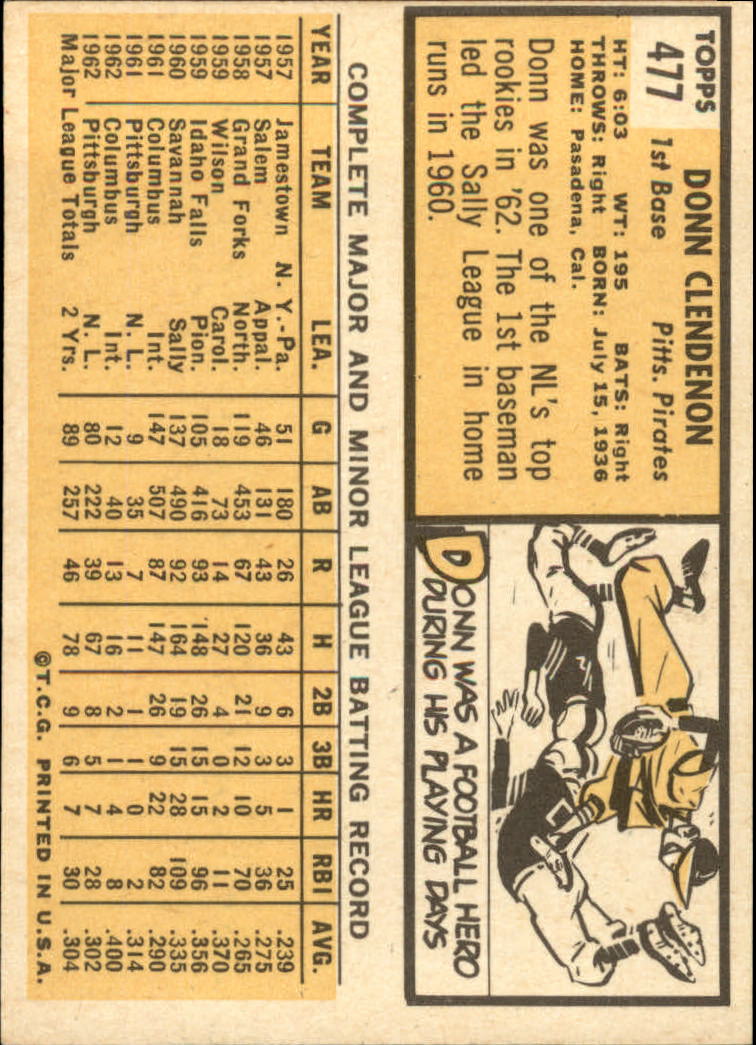 TOPPS
477
DONN CLENDENON
1st Base Pitts. Pirates
HT: 6:03 WT: 195 BATS: Right
THROWS: Right BORN: July 15, 1936
HOME: Pasadena, Cal.
Donn was one of the NL's top
rookies in '62. The 1st baseman
led the Sally League in home
runs in 1960.
DONN WAS A FOOTBALL HERO
DURING HIS PLAYING DAYS
COMPLETE MAJOR AND MINOR LEAGUE BATTING RECORD
YEAR TEAM LEA. G AB R H 2B 3B HR RBI AVG.
1957 Jamestown N. Y.-Pa. 51 180 26 43 6 3 1 25 .239
1957 Salem Appal. 46 131 43 36 9 3 5 36 .275
1958 Grand Forks North. 119 453 67 120 21 12 10 70 .265
1959 Wilson Carol. 18 73 14 27 4 0 2 11 .370
1959 Idaho Falls Pion. 105 416 93 148 26 15 15 96 .356
1960 Savannah Sally 137 490 92 164 19 15 28 109 .335
1961 Columbus Int. 147 507 87 147 26 9 22 82 .290
1961 Pittsburgh N. L. 9 35 7 11 1 1 0 2 .314
1962 Columbus Int. 12 40 13 16 2 1 4 8 .400
1962 Pittsburgh N. L. 80 222 39 67 8 5 7 28 .302
Major League Totals 2 Yrs. 89 257 46 78 9 6 7 30 .304
©T.C.G. PRINTED IN U.S.A.